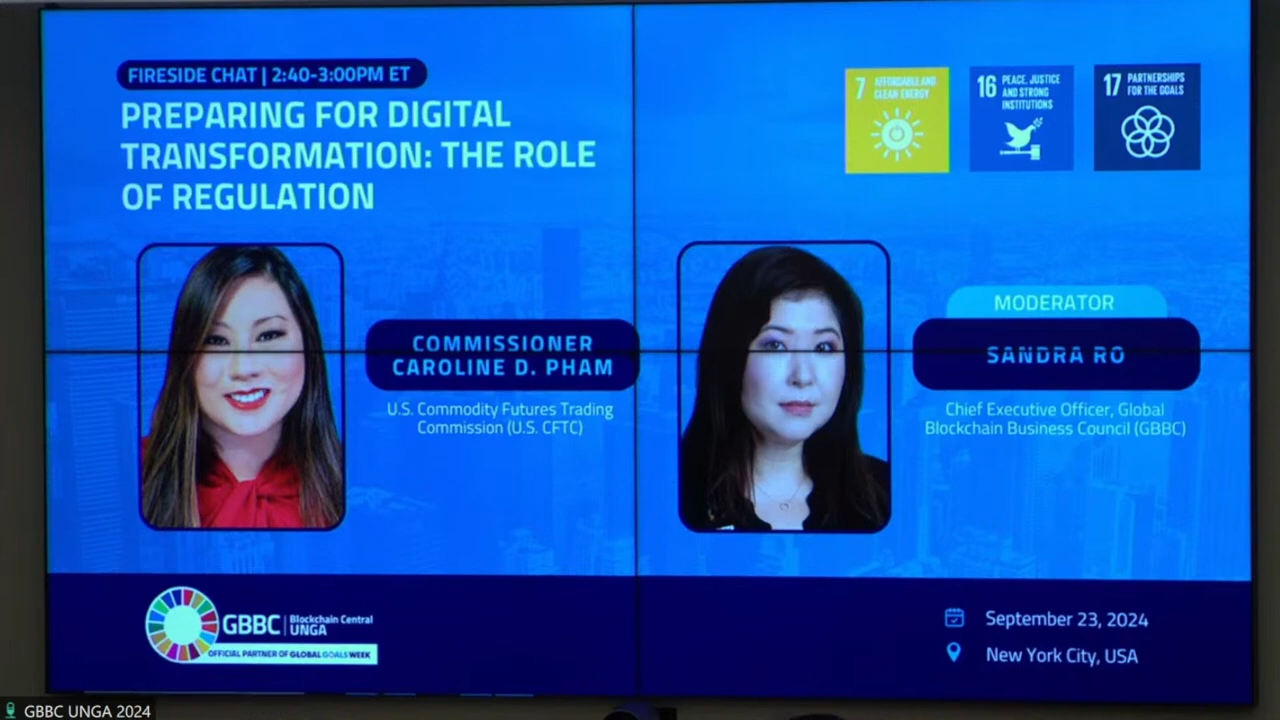 FIRESIDE CHAT | 2:40-3:00PM ET
PREPARING FOR DIGITAL
TRANSFORMATION: THE ROLE
OF REGULATION
7 AFFORDABLE AND
CLEAN ENERGY
16 PEACE, JUSTICE
AND STRONG
INSTITUTIONS
17 PARTNERSHIPS
FOR THE GOALS
COMMISSIONER
CAROLINE D. PHAM
U.S. Commodity Futures Trading
Commission (U.S. CFTC)
MODERATOR
SANDRA RO
Chief Executive Officer, Global
Blockchain Business Council (GBBC)
GBBC | Blockchain Central
UNGA
OFFICIAL PARTNER OF GLOBAL GOALS WEEK
September 23, 2024
New York City, USA
GBBC UNGA 2024